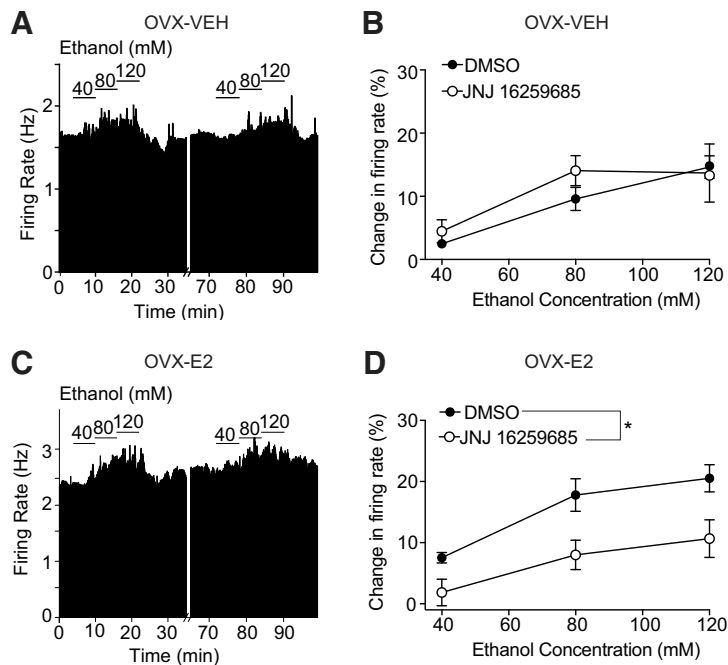 A OVX-VEH
Ethanol (mM)
40 80 120 40 80 120
Firing Rate (Hz)
2
1
0
0 10 20 30 70 80 90
Time (min)
B OVX-VEH
DMSO
JNJ 16259685
Change in firing rate (%)
30
20
10
0
40 60 80 100 120
Ethanol Concentration (mM)
C OVX-E2
Ethanol (mM)
40 80 120 40 80 120
Firing Rate (Hz)
3
2
1
0
0 10 20 30 70 80 90
Time (min)
D OVX-E2
DMSO
JNJ 16259685
*
Change in firing rate (%)
30
20
10
0
40 60 80 100 120
Ethanol Concentration (mM)